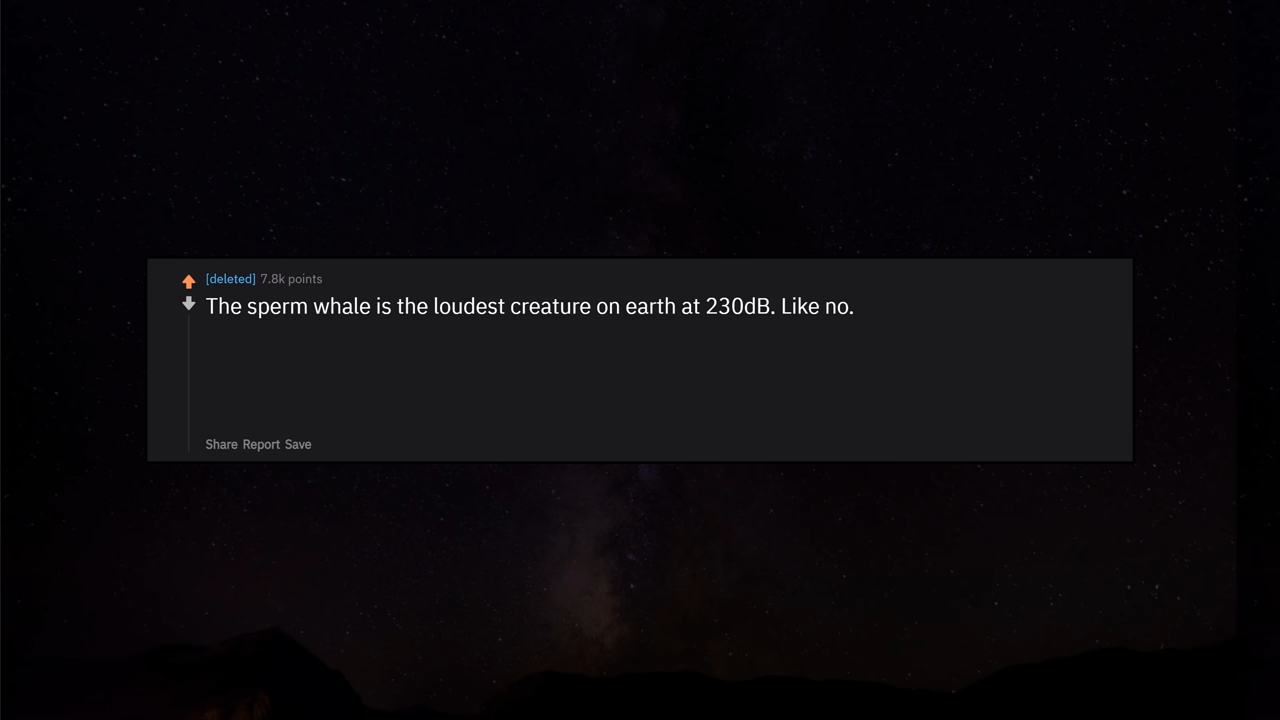 [deleted] 7.8k points
The sperm whale is the loudest creature on earth at 230dB. Like no.
Share Report Save